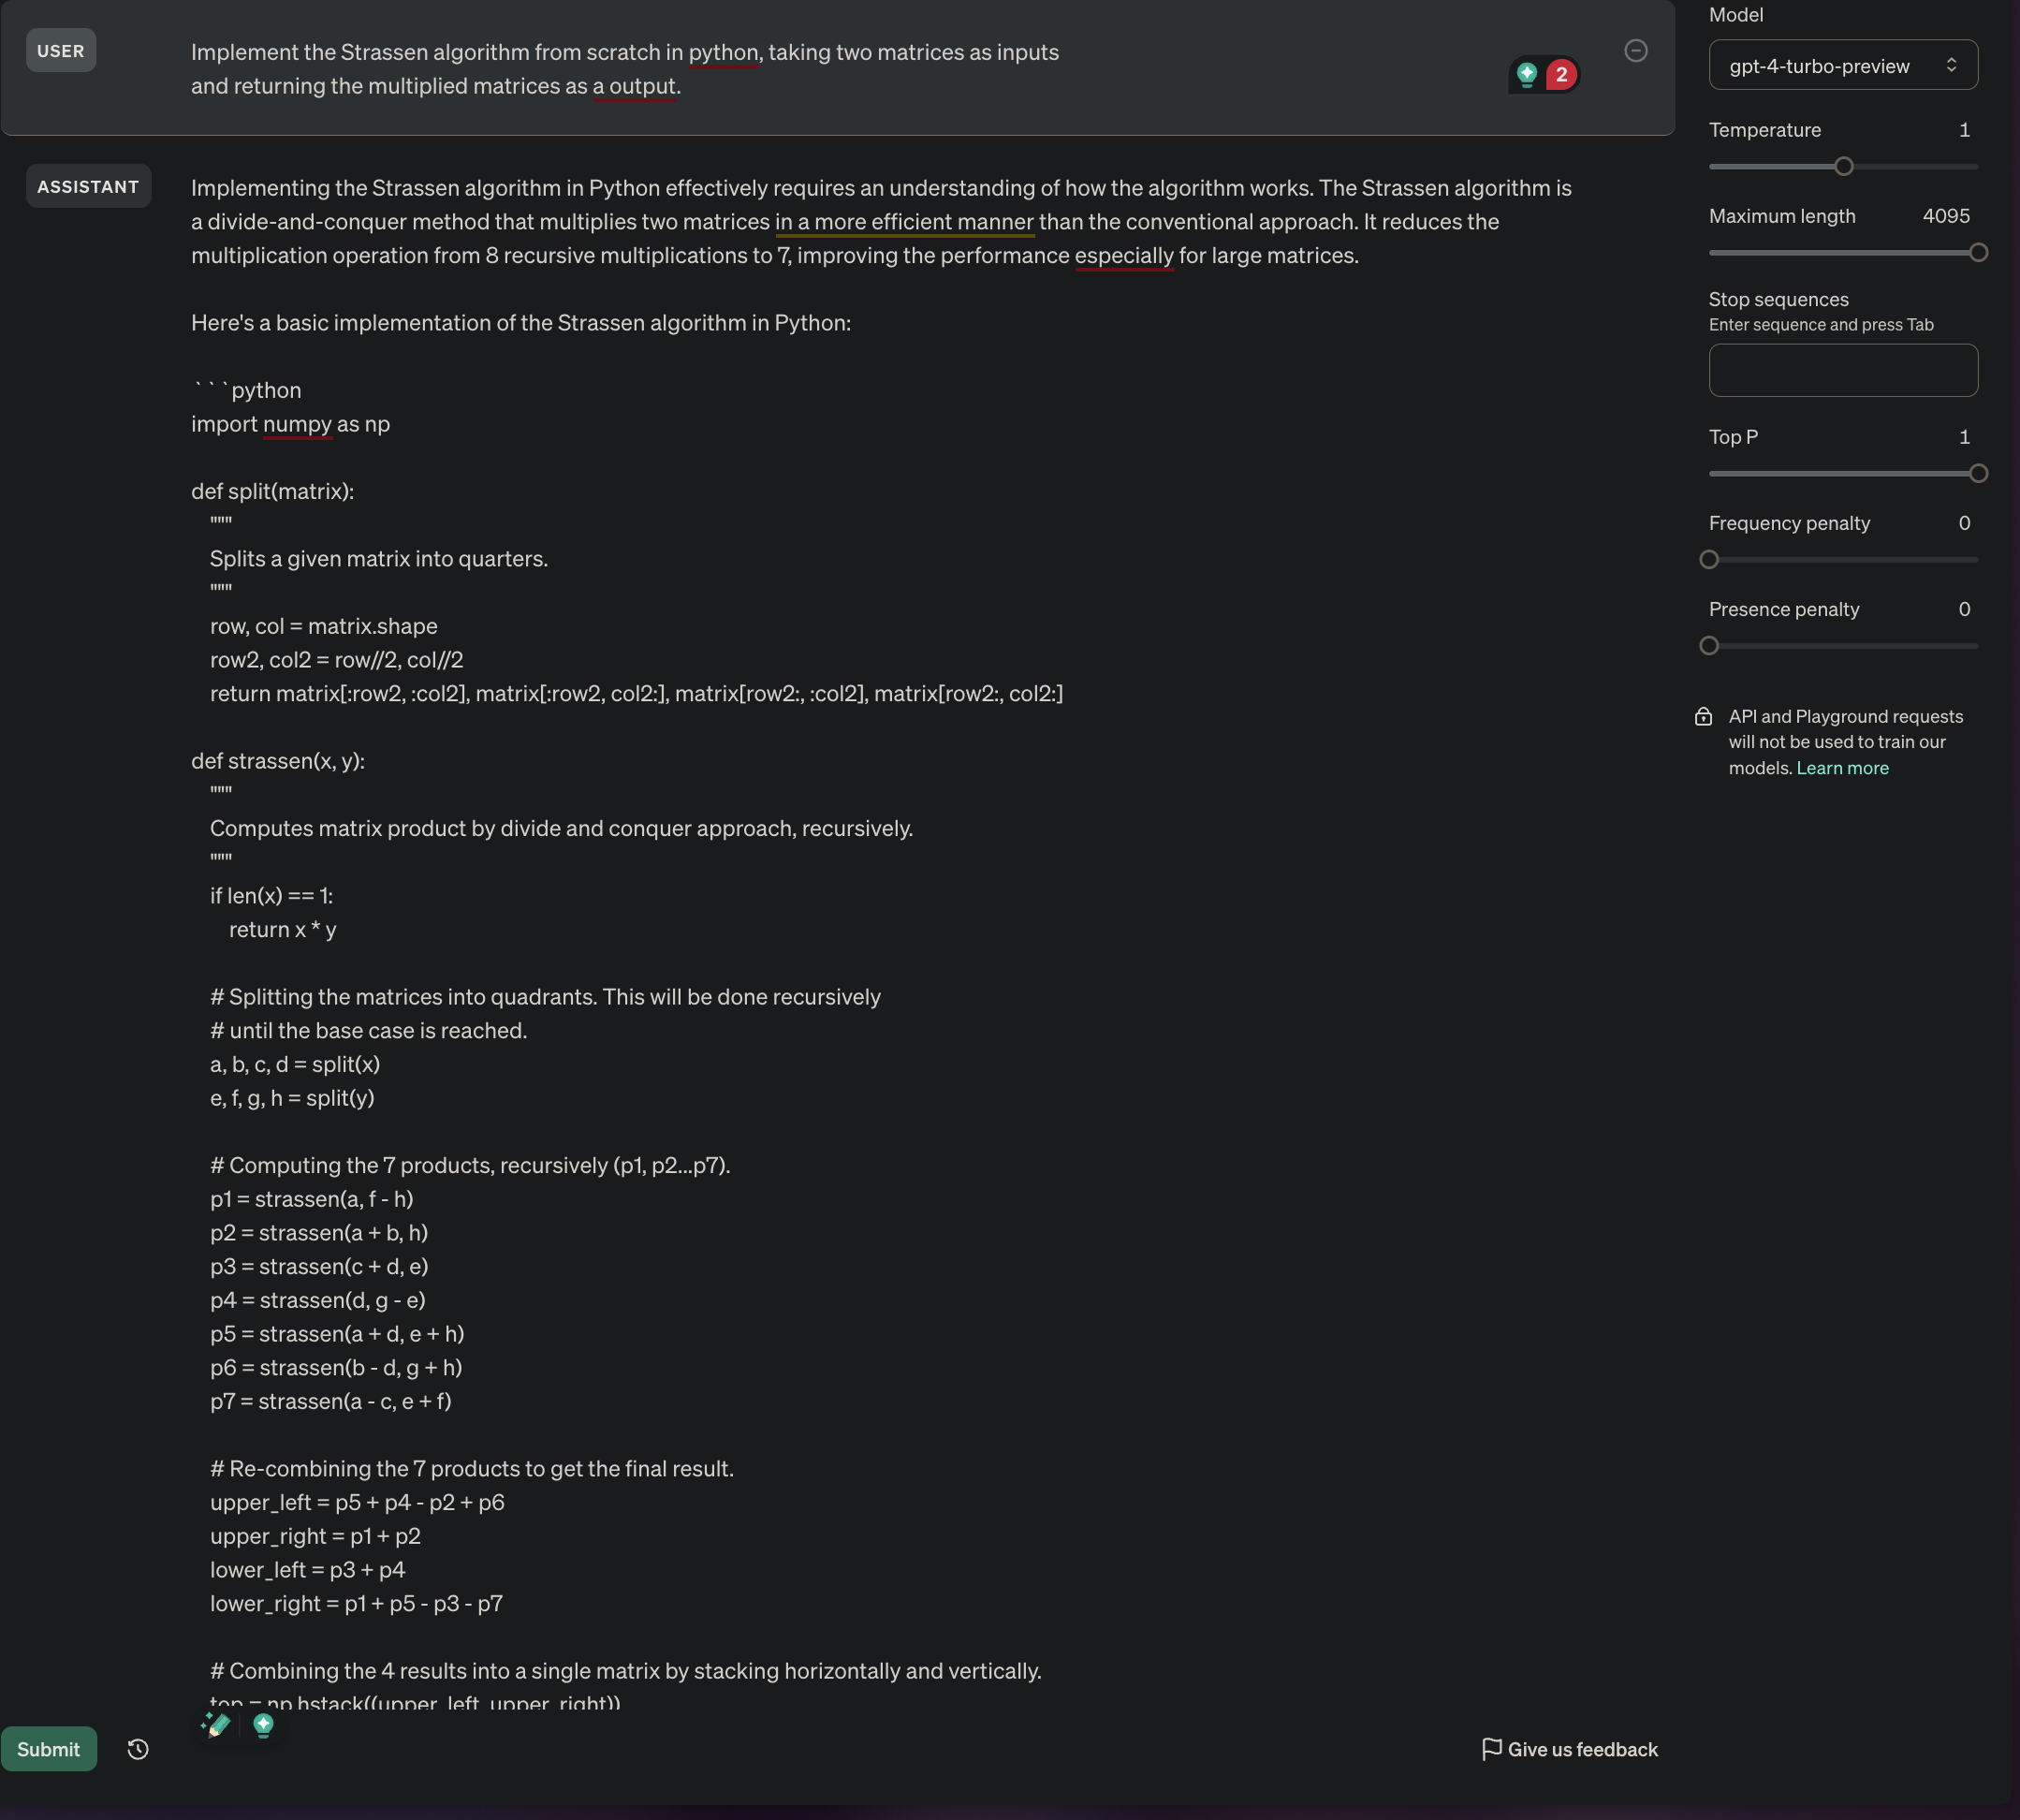 USER
Implement the Strassen algorithm from scratch in python, taking two matrices as inputs
and returning the multiplied matrices as a output.
2
ASSISTANT
Implementing the Strassen algorithm in Python effectively requires an understanding of how the algorithm works. The Strassen algorithm is
a divide-and-conquer method that multiplies two matrices in a more efficient manner than the conventional approach. It reduces the
multiplication operation from 8 recursive multiplications to 7, improving the performance especially for large matrices.
Here's a basic implementation of the Strassen algorithm in Python:
```python
import numpy as np
def split(matrix):
"""
Splits a given matrix into quarters.
"""
row, col = matrix.shape
row2, col2 = row//2, col//2
return matrix[:row2, :col2], matrix[:row2, col2:], matrix[row2:, :col2], matrix[row2:, col2:]
def strassen(x, y):
"""
Computes matrix product by divide and conquer approach, recursively.
"""
if len(x) == 1:
return x * y
# Splitting the matrices into quadrants. This will be done recursively
# until the base case is reached.
a, b, c, d = split(x)
e, f, g, h = split(y)
# Computing the 7 products, recursively (p1, p2...p7).
p1 = strassen(a, f - h)
p2 = strassen(a + b, h)
p3 = strassen(c + d, e)
p4 = strassen(d, g - e)
p5 = strassen(a + d, e + h)
p6 = strassen(b - d, g + h)
p7 = strassen(a - c, e + f)
# Re-combining the 7 products to get the final result.
upper_left = p5 + p4 - p2 + p6
upper_right = p1 + p2
lower_left = p3 + p4
lower_right = p1 + p5 - p3 - p7
# Combining the 4 results into a single matrix by stacking horizontally and vertically.
top = np.hstack((upper_left, upper_right))
Submit
Give us feedback
Model
gpt-4-turbo-preview
Temperature 1
Maximum length 4095
Stop sequences
Enter sequence and press Tab
Top P 1
Frequency penalty 0
Presence penalty 0
API and Playground requests
will not be used to train our
models. Learn more